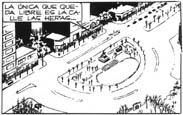 LA ÚNICA QUE QUE-
DA LIBRE ES LA CA-
LLE LAS HERAS...